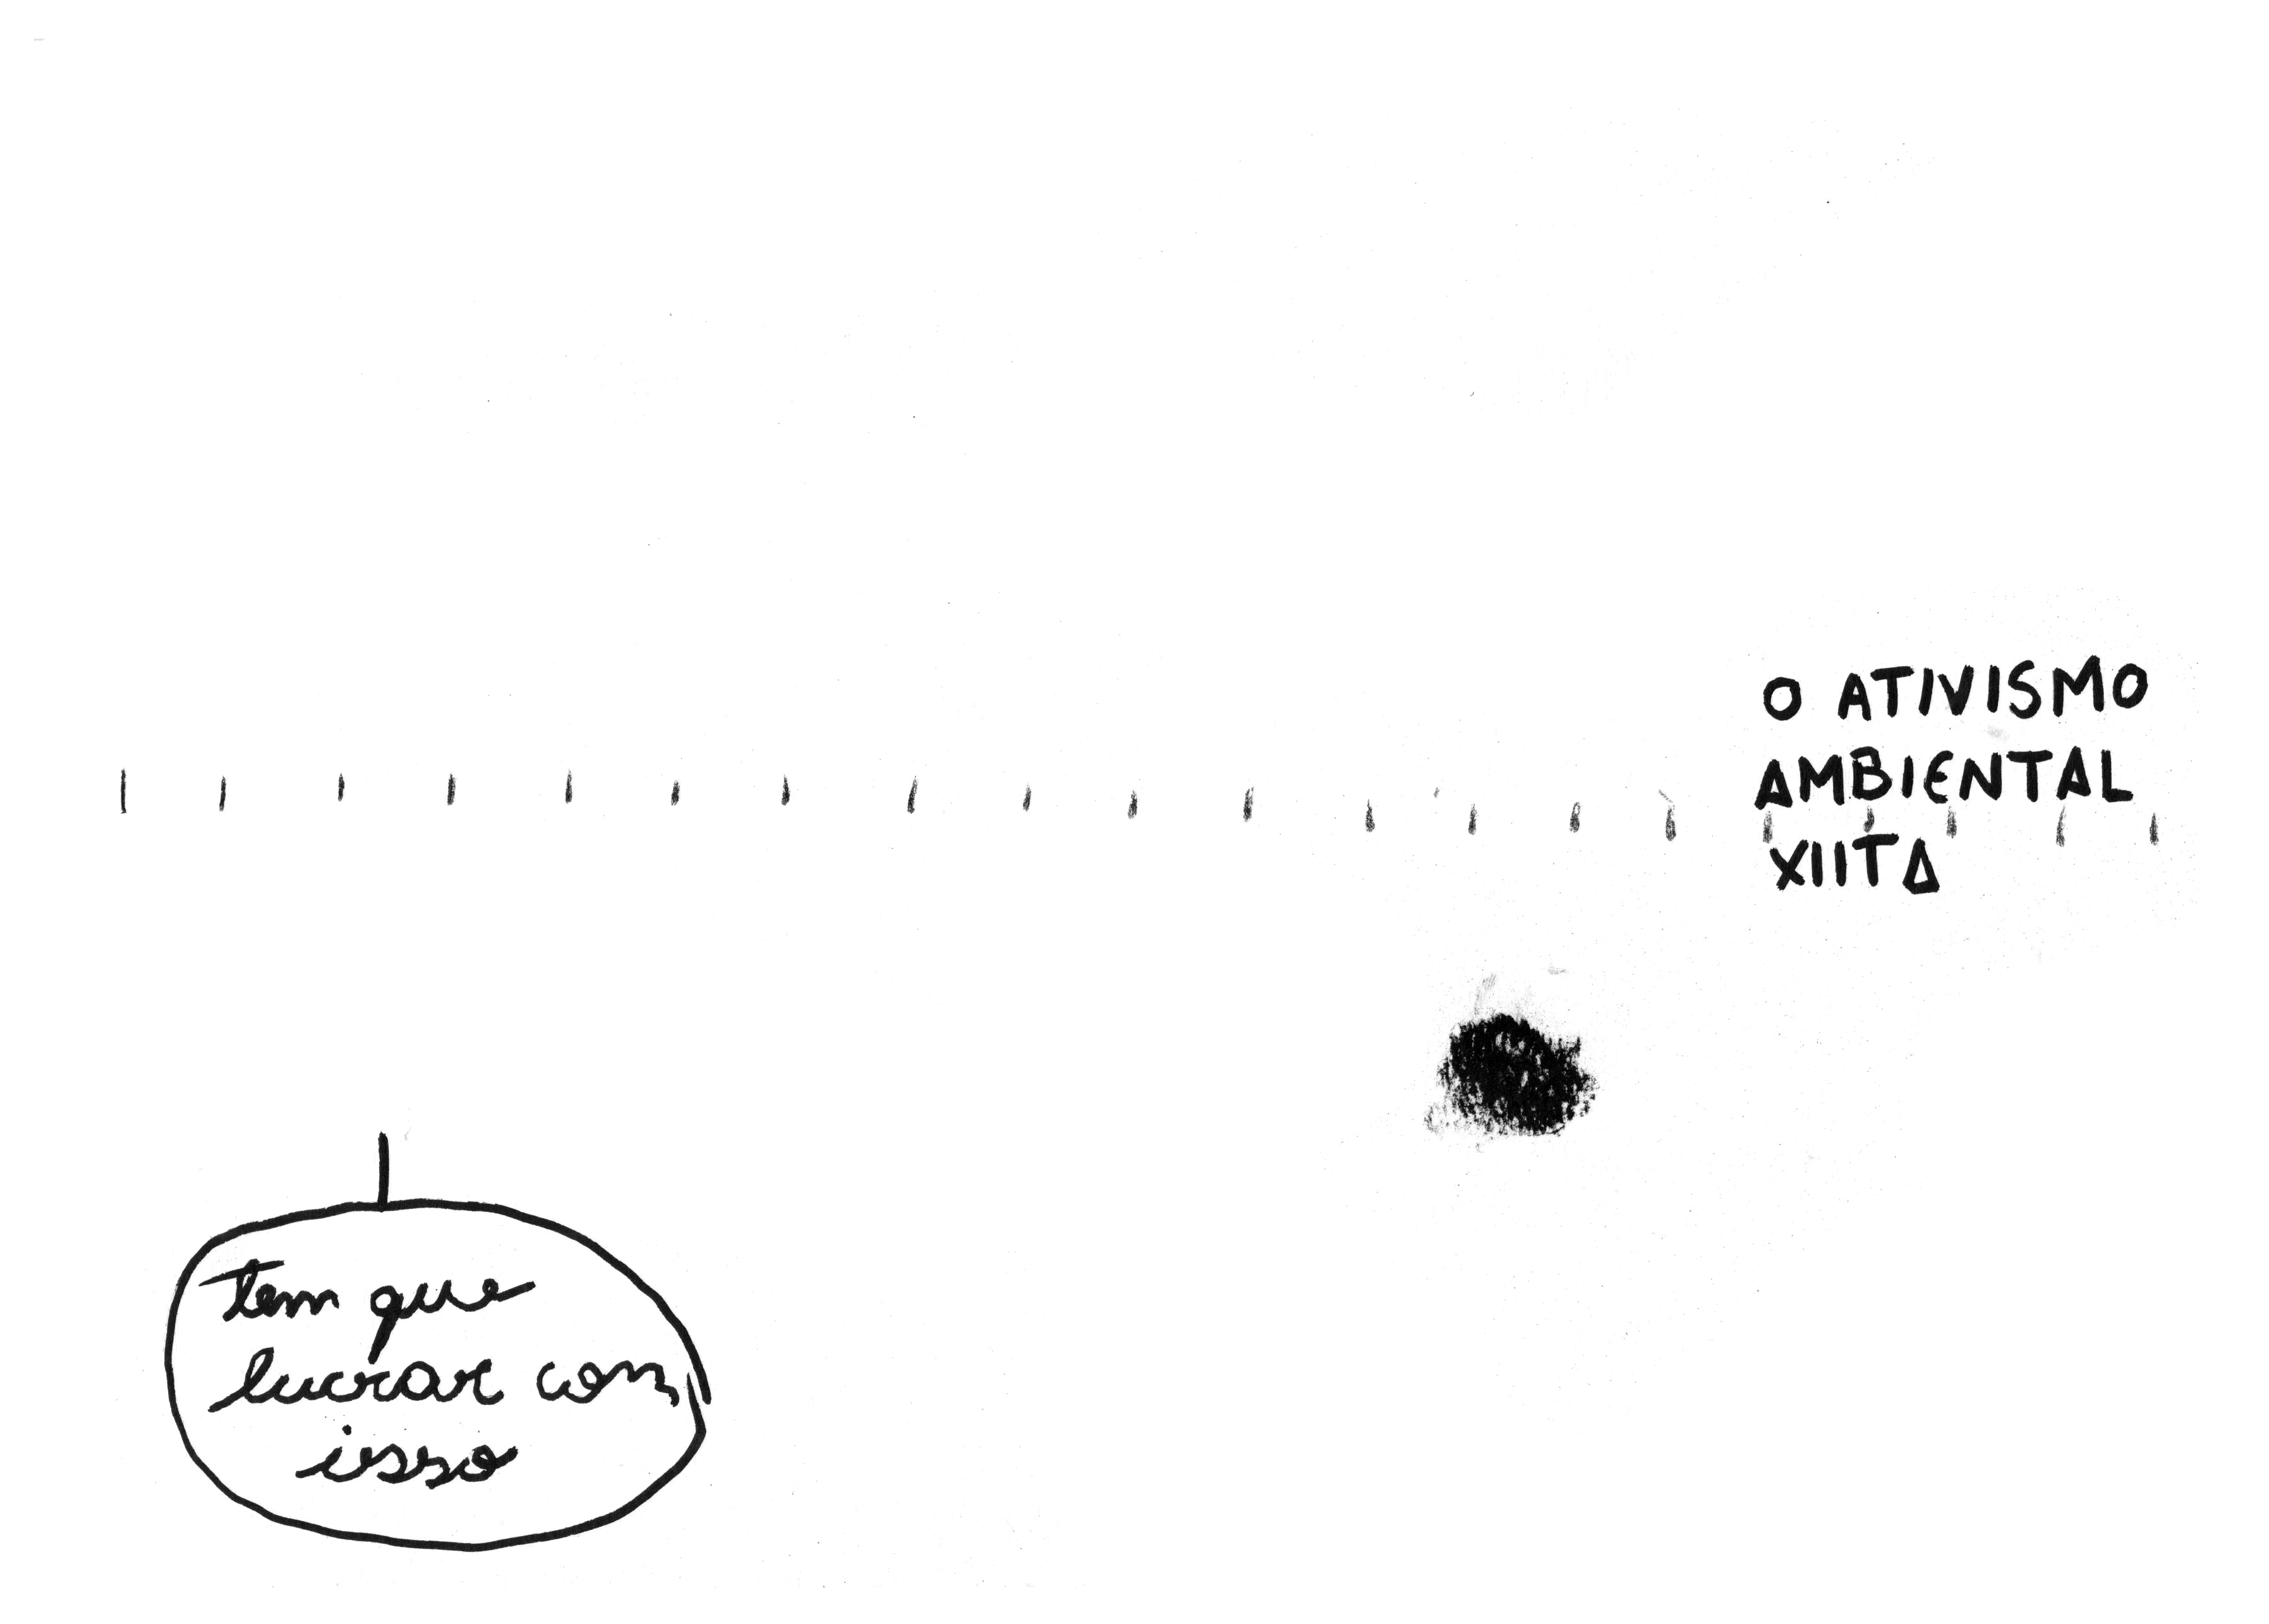 O ATIVISMO
AMBIENTAL
XIITA
tem que
lucrar com
isso